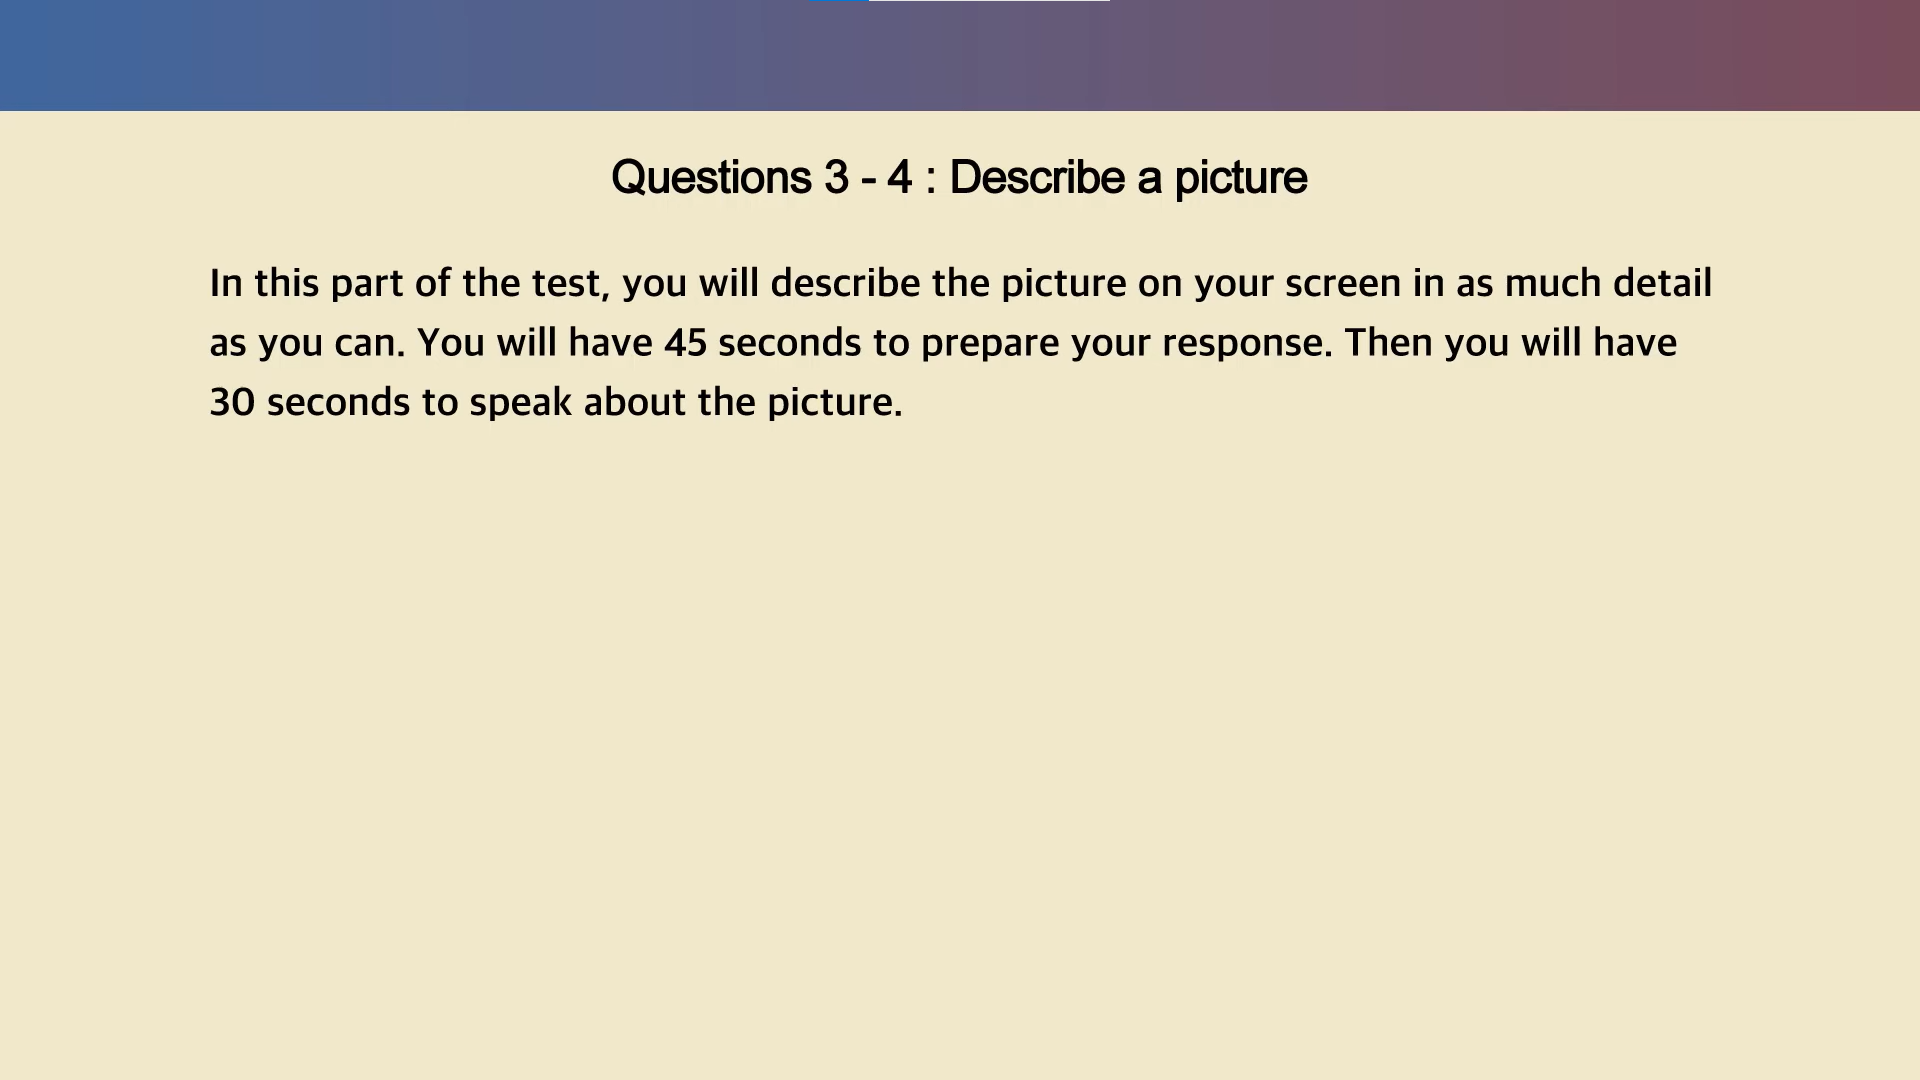 Questions 3 - 4 : Describe a picture
In this part of the test, you will describe the picture on your screen in as much detail
as you can. You will have 45 seconds to prepare your response. Then you will have
30 seconds to speak about the picture.